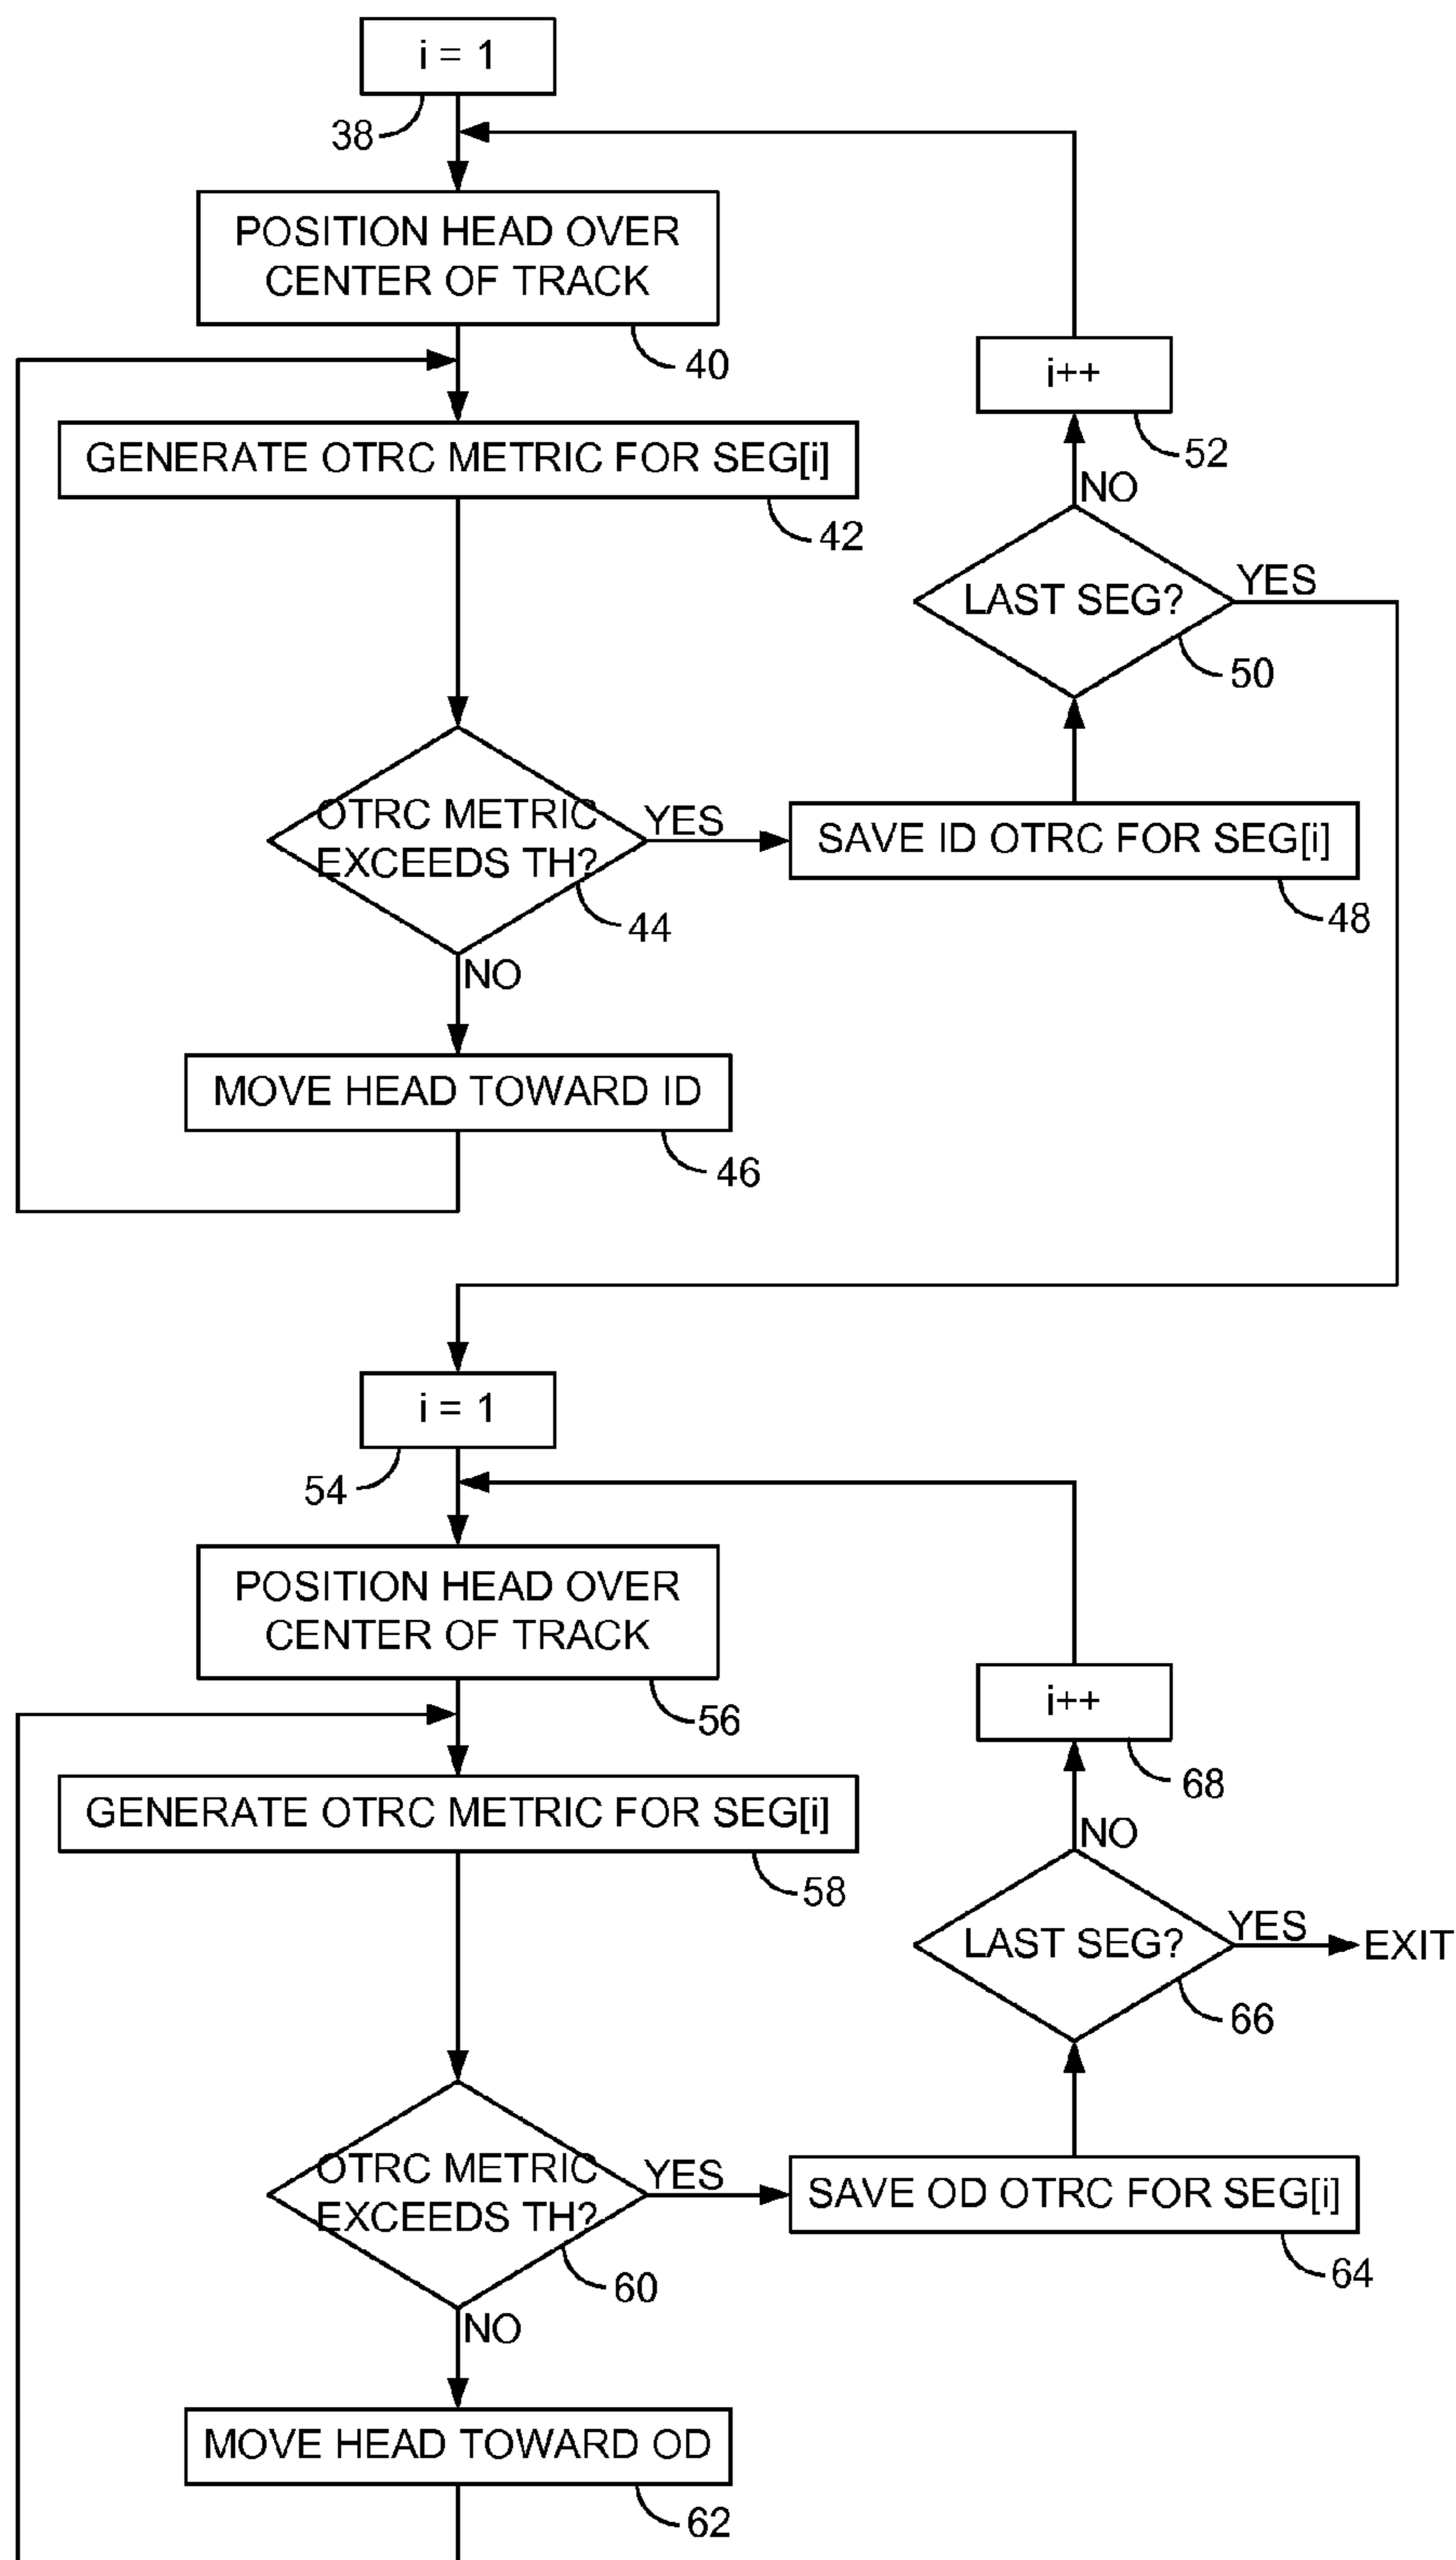 i = 1
38
POSITION HEAD OVER
CENTER OF TRACK
40
GENERATE OTRC METRIC FOR SEG[i]
42
i++
52
NO
LAST SEG?
YES
50
OTRC METRIC
EXCEEDS TH?
YES
44
NO
SAVE ID OTRC FOR SEG[i]
48
MOVE HEAD TOWARD ID
46
i = 1
54
POSITION HEAD OVER
CENTER OF TRACK
56
GENERATE OTRC METRIC FOR SEG[i]
58
i++
68
NO
LAST SEG?
YES
EXIT
66
OTRC METRIC
EXCEEDS TH?
YES
60
NO
SAVE OD OTRC FOR SEG[i]
64
MOVE HEAD TOWARD OD
62